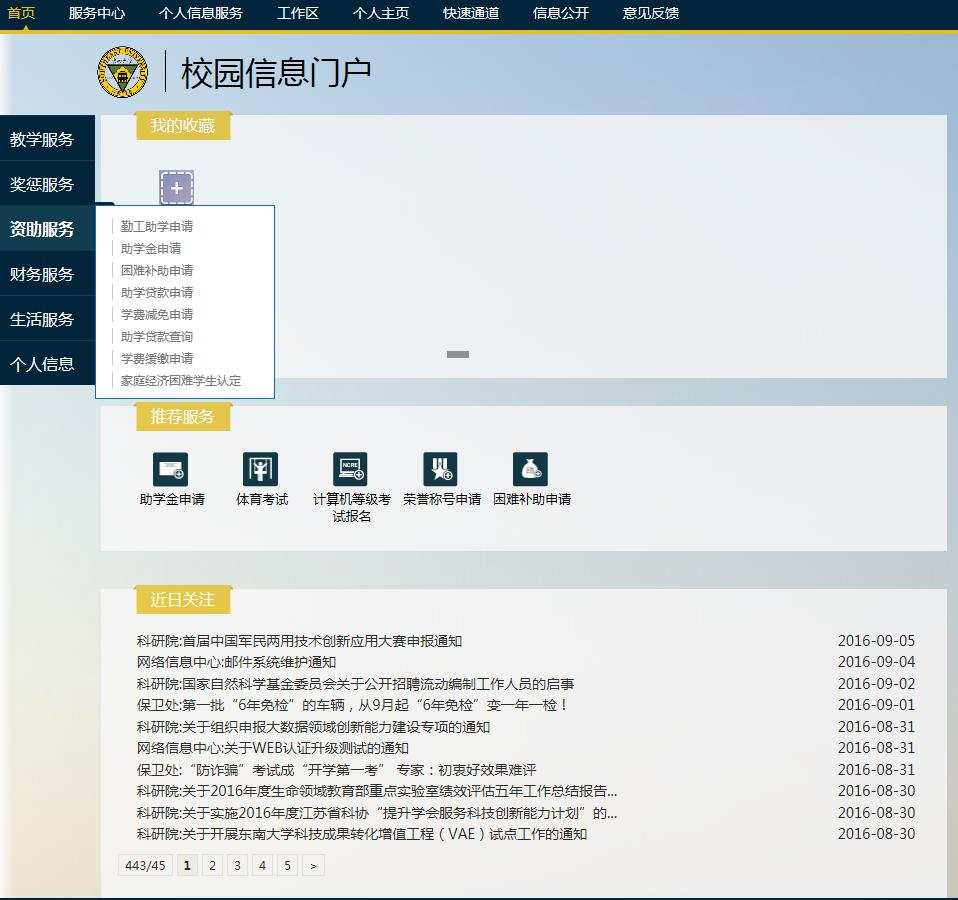 首页 服务中心 个人信息服务 工作区 个人主页 快速通道 信息公开 意见反馈
校园信息门户
教学服务
奖惩服务
资助服务
财务服务
生活服务
个人信息
我的收藏
勤工助学申请
助学金申请
困难补助申请
助学贷款申请
学费减免申请
助学贷款查询
学费缓缴申请
家庭经济困难学生认定
推荐服务
NCRE
助学金申请 体育考试 计算机等级考试报名 荣誉称号申请 困难补助申请
近日关注
科研院:首届中国军民两用技术创新应用大赛申报通知 2016-09-05
网络信息中心:邮件系统维护通知 2016-09-04
科研院:国家自然科学基金委员会关于公开招聘流动编制工作人员的启事 2016-09-02
保卫处:第一批“6年免检”的车辆，从9月起“6年免检”变一年一检！ 2016-09-01
科研院:关于组织申报大数据领域创新能力建设专项的通知 2016-08-31
网络信息中心:关于WEB认证升级测试的通知 2016-08-31
保卫处:“防诈骗”考试成“开学第一考” 专家：初衷好效果难评 2016-08-31
科研院:关于2016年度生命领域教育部重点实验室绩效评估五年工作总结报告... 2016-08-30
科研院:关于实施2016年度江苏省科协“提升学会服务科技创新能力计划”的... 2016-08-30
科研院:关于开展东南大学科技成果转化增值工程（VAE）试点工作的通知 2016-08-30
443/45 1 2 3 4 5 >